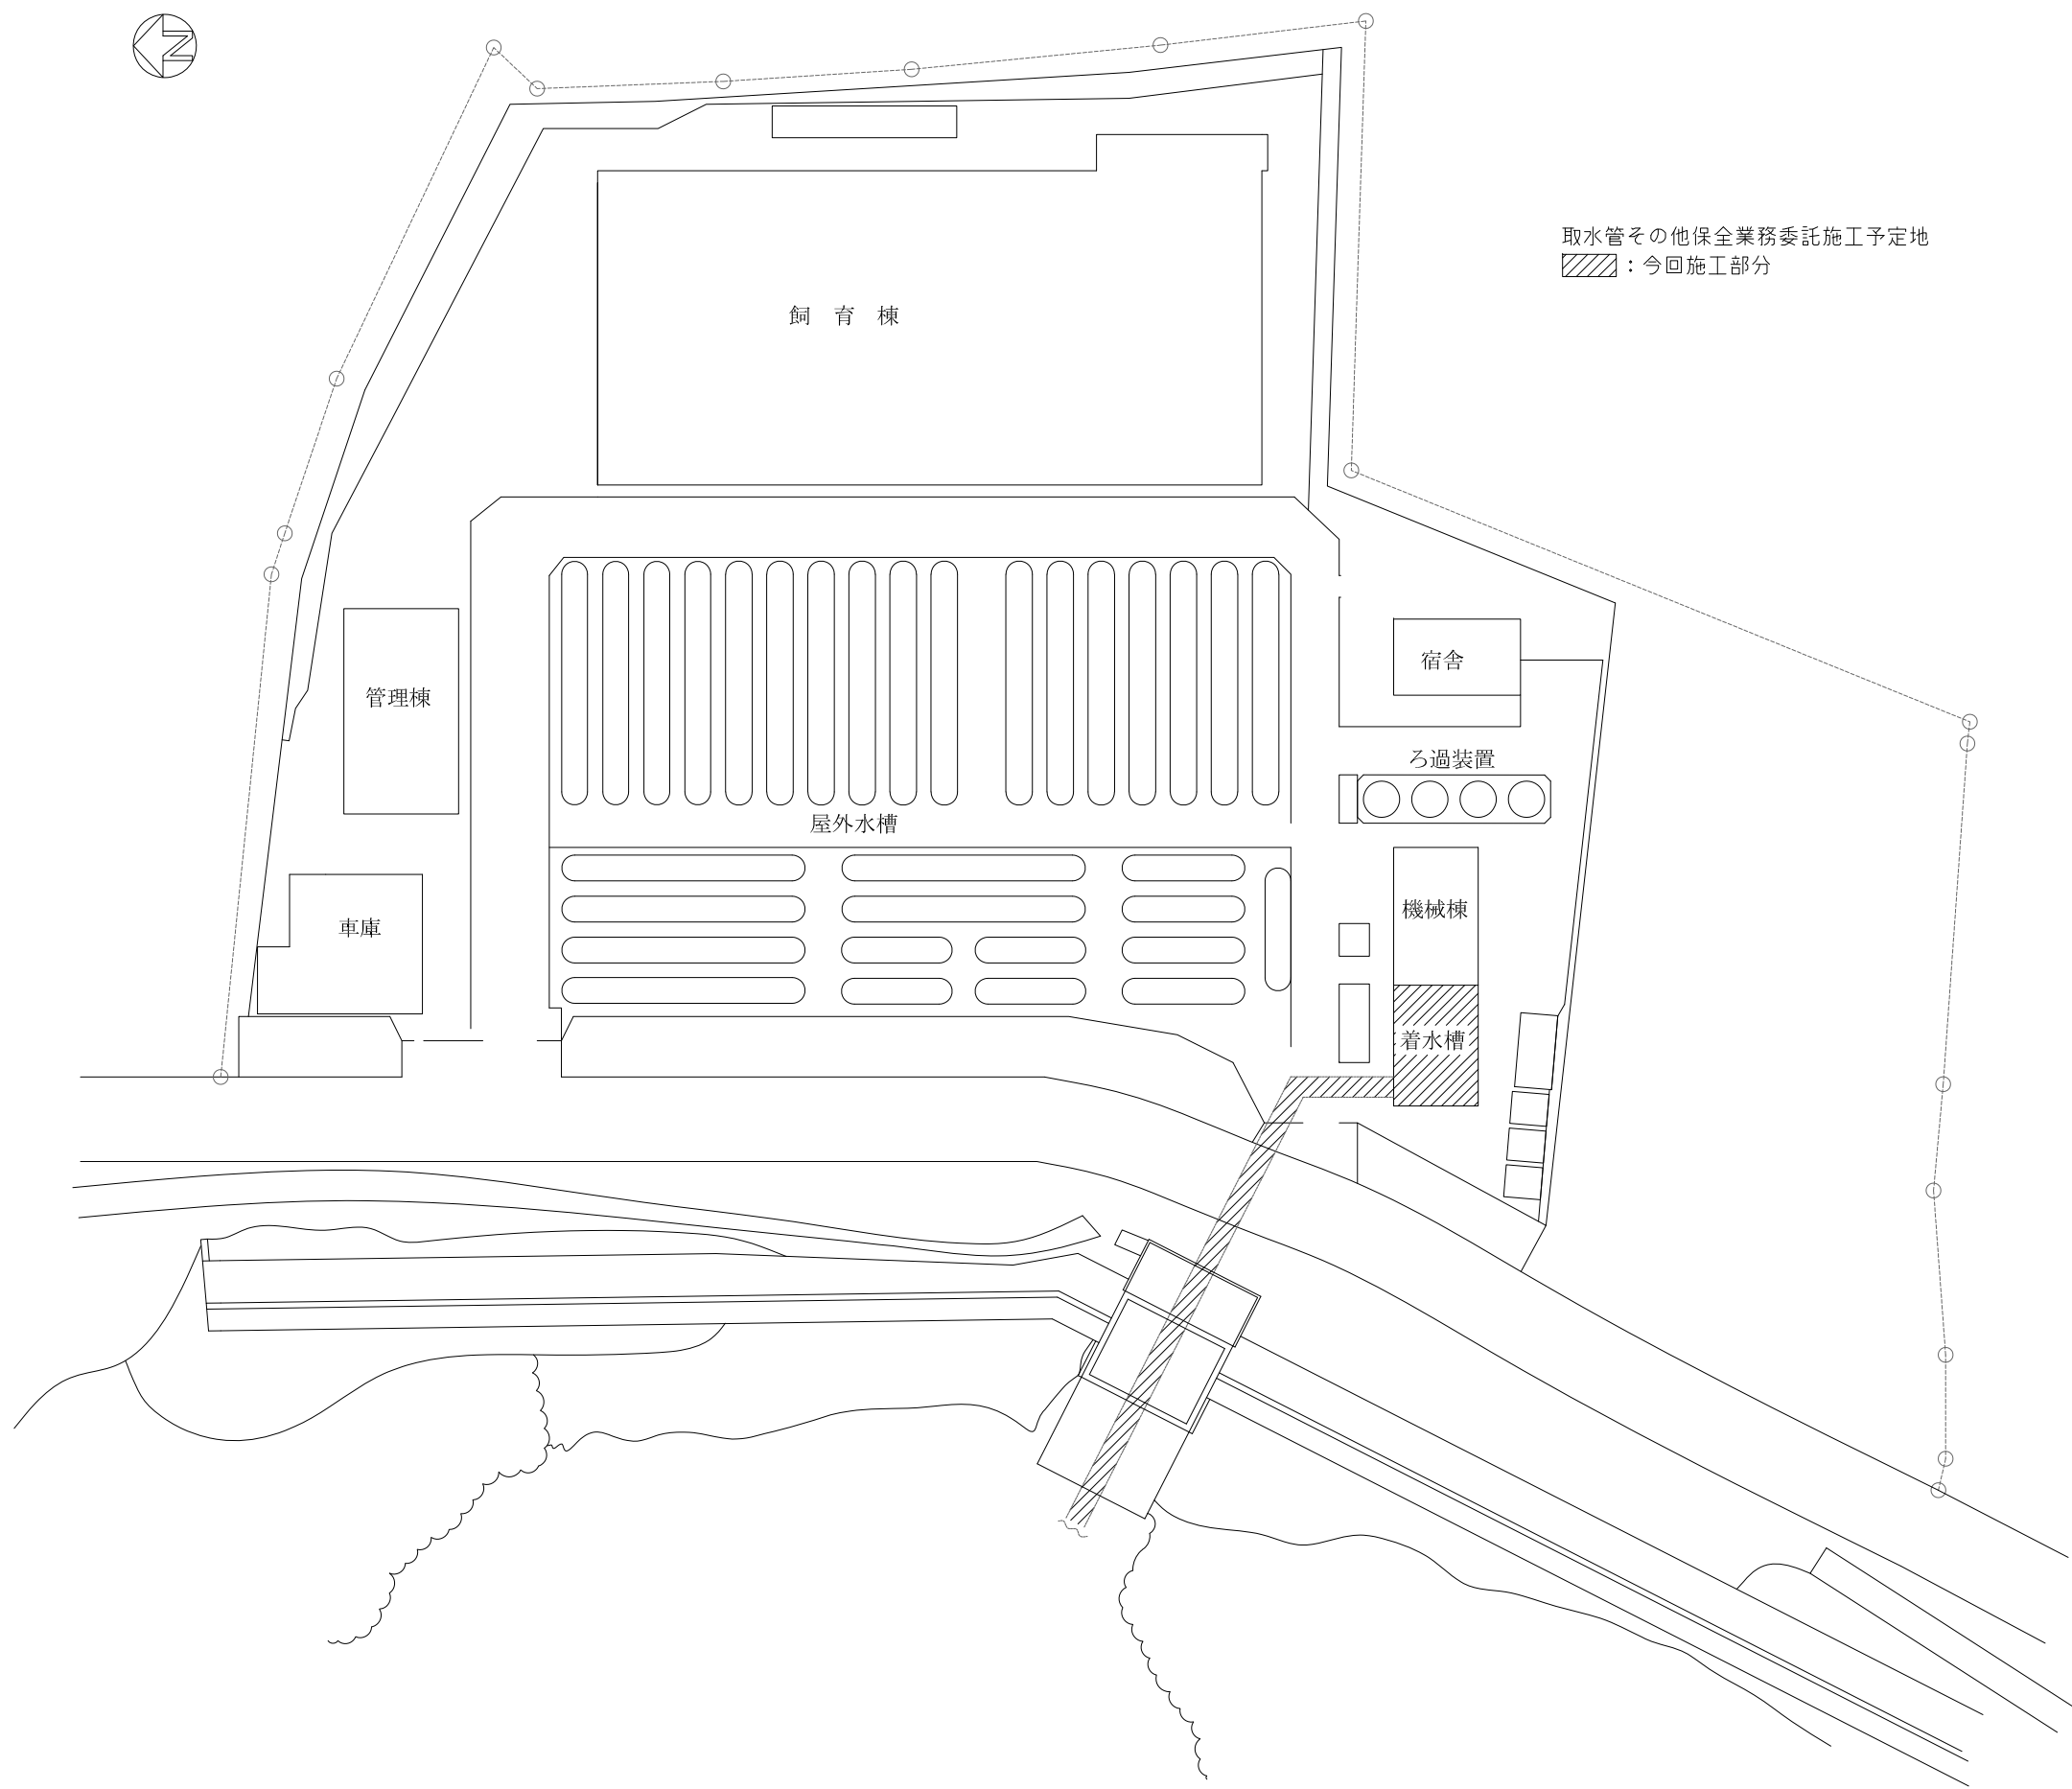 N
取水管その他保全業務委託施工予定地
：今回施工部分
飼　育　棟
宿舎
管理棟
ろ過装置
屋外水槽
機械棟
車庫
着水槽